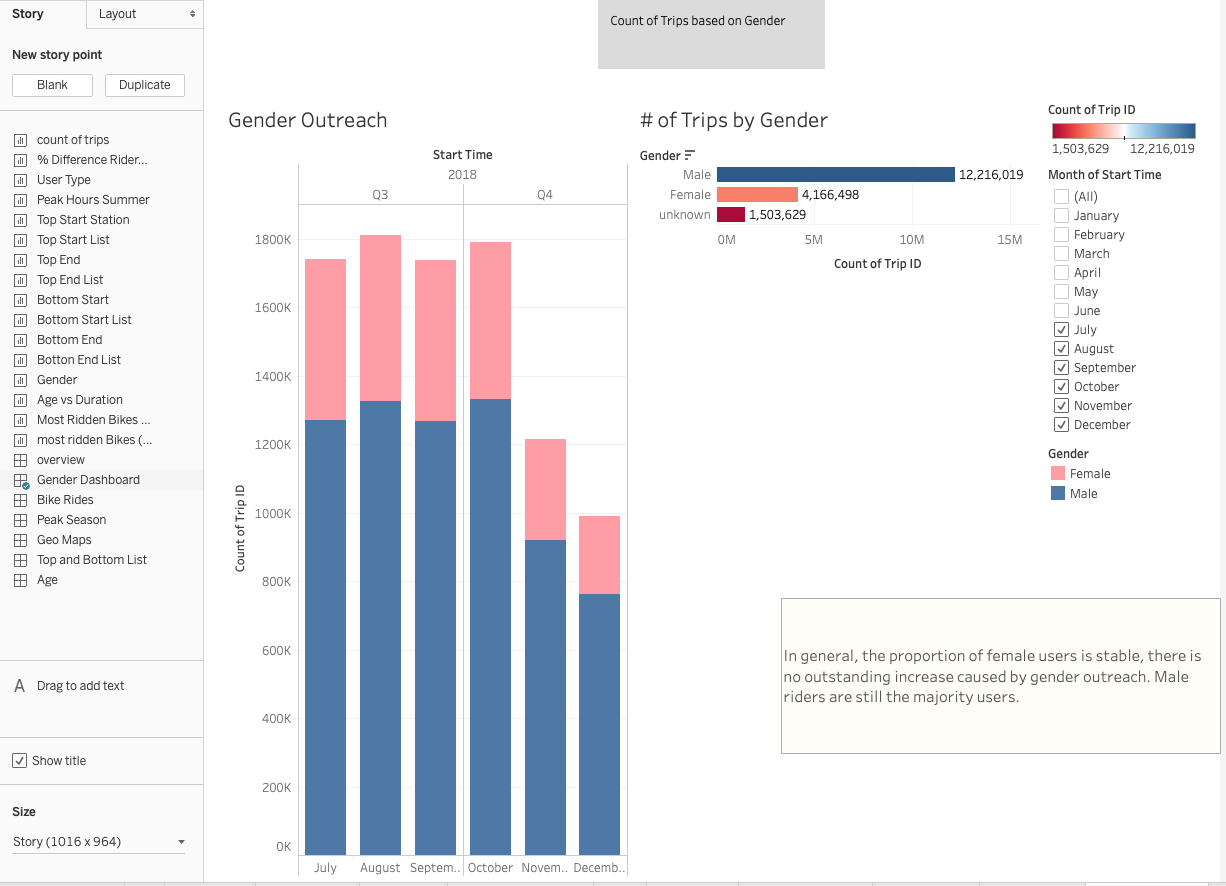 Story
Layout
New story point
Blank
Duplicate
count of trips
% Difference Rider...
User Type
Peak Hours Summer
Top Start Station
Top Start List
Top End
Top End List
Bottom Start
Bottom Start List
Bottom End
Botton End List
Gender
Age vs Duration
Most Ridden Bikes ...
most ridden Bikes (...
overview
Gender Dashboard
Bike Rides
Peak Season
Geo Maps
Top and Bottom List
Age
A Drag to add text
Show title
Size
Story (1016 x 964)
Count of Trips based on Gender
Gender Outreach
Start Time
2018
Q3 Q4
1800K
1600K
1400K
1200K
1000K
800K
600K
400K
200K
0K
Count of Trip ID
July August Septem.. October Novem.. Decemb..
# of Trips by Gender
Gender
Male 12,216,019
Female 4,166,498
unknown 1,503,629
0M 5M 10M 15M
Count of Trip ID
Count of Trip ID
1,503,629 12,216,019
Month of Start Time
(All)
January
February
March
April
May
June
July
August
September
October
November
December
Gender
Female
Male
In general, the proportion of female users is stable, there is
no outstanding increase caused by gender outreach. Male
riders are still the majority users.